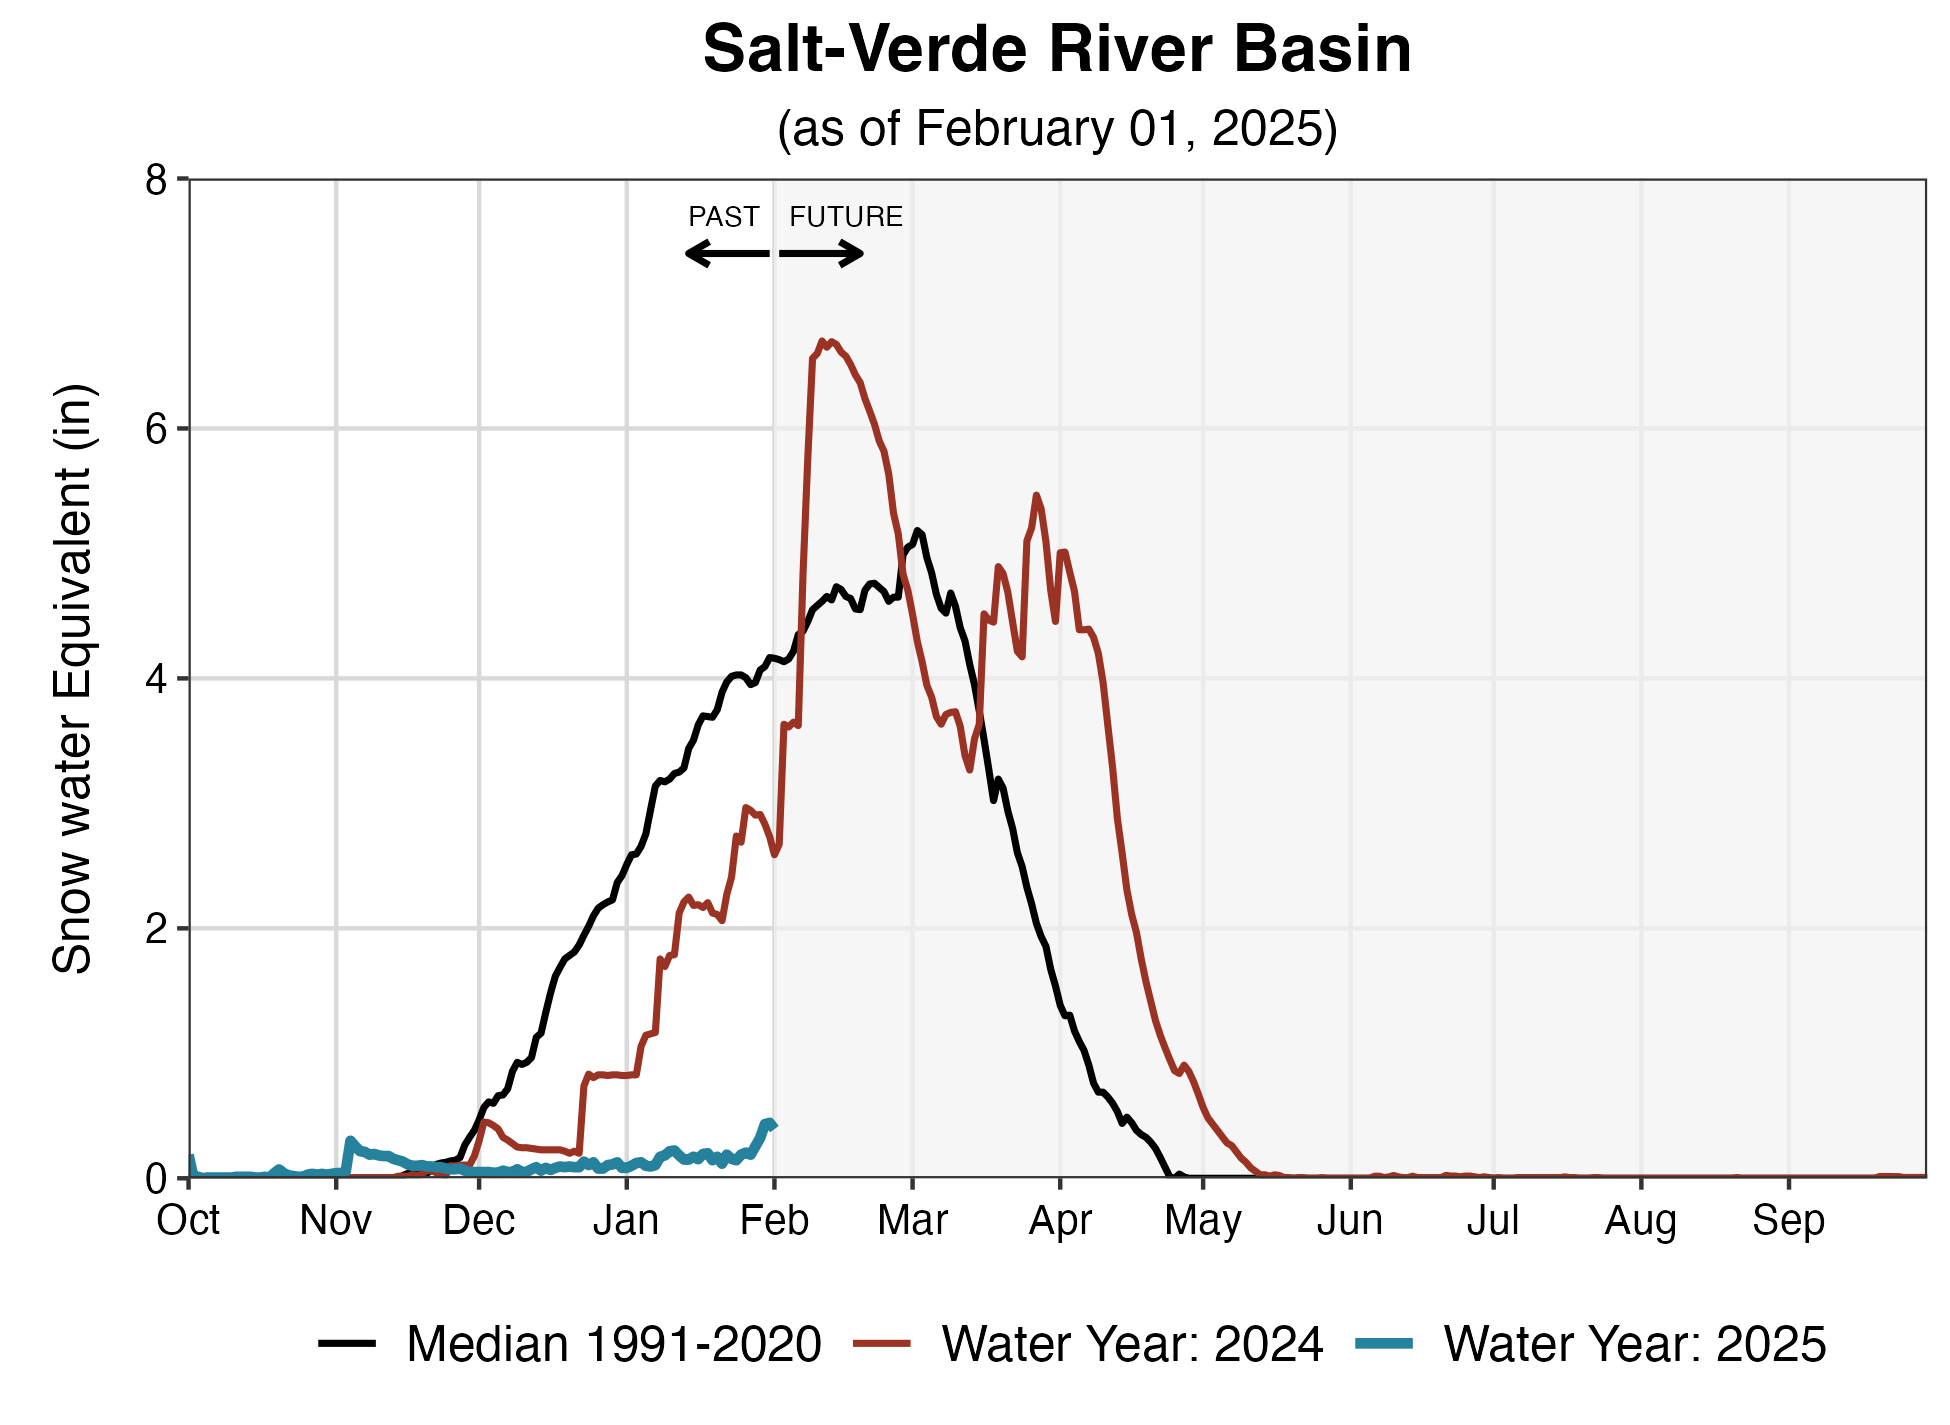 Salt-Verde River Basin
(as of February 01, 2025)
PAST FUTURE
Snow water Equivalent (in)
8
6
4
2
0
Oct Nov Dec Jan Feb Mar Apr May Jun Jul Aug Sep
Median 1991-2020 Water Year: 2024 Water Year: 2025